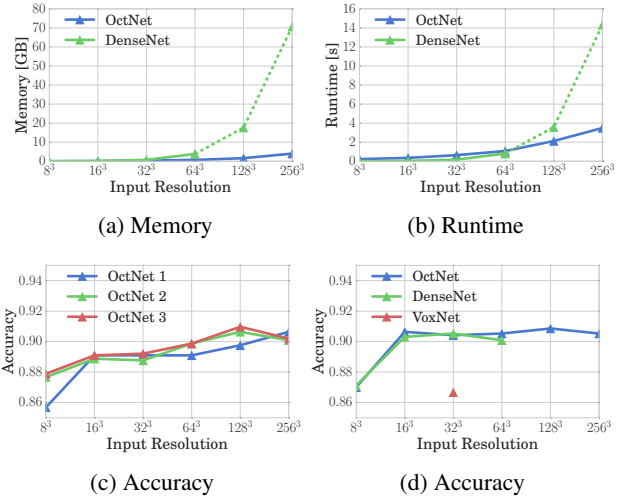 80
70
60
50
40
30
20
10
0
Memory [GB]
OctNet
DenseNet
8³ 16³ 32³ 64³ 128³ 256³
Input Resolution
(a) Memory
16
14
12
10
8
6
4
2
0
Runtime [s]
OctNet
DenseNet
8³ 16³ 32³ 64³ 128³ 256³
Input Resolution
(b) Runtime
0.94
0.92
0.90
0.88
0.86
Accuracy
OctNet 1
OctNet 2
OctNet 3
8³ 16³ 32³ 64³ 128³ 256³
Input Resolution
(c) Accuracy
0.94
0.92
0.90
0.88
0.86
Accuracy
OctNet
DenseNet
VoxNet
8³ 16³ 32³ 64³ 128³ 256³
Input Resolution
(d) Accuracy